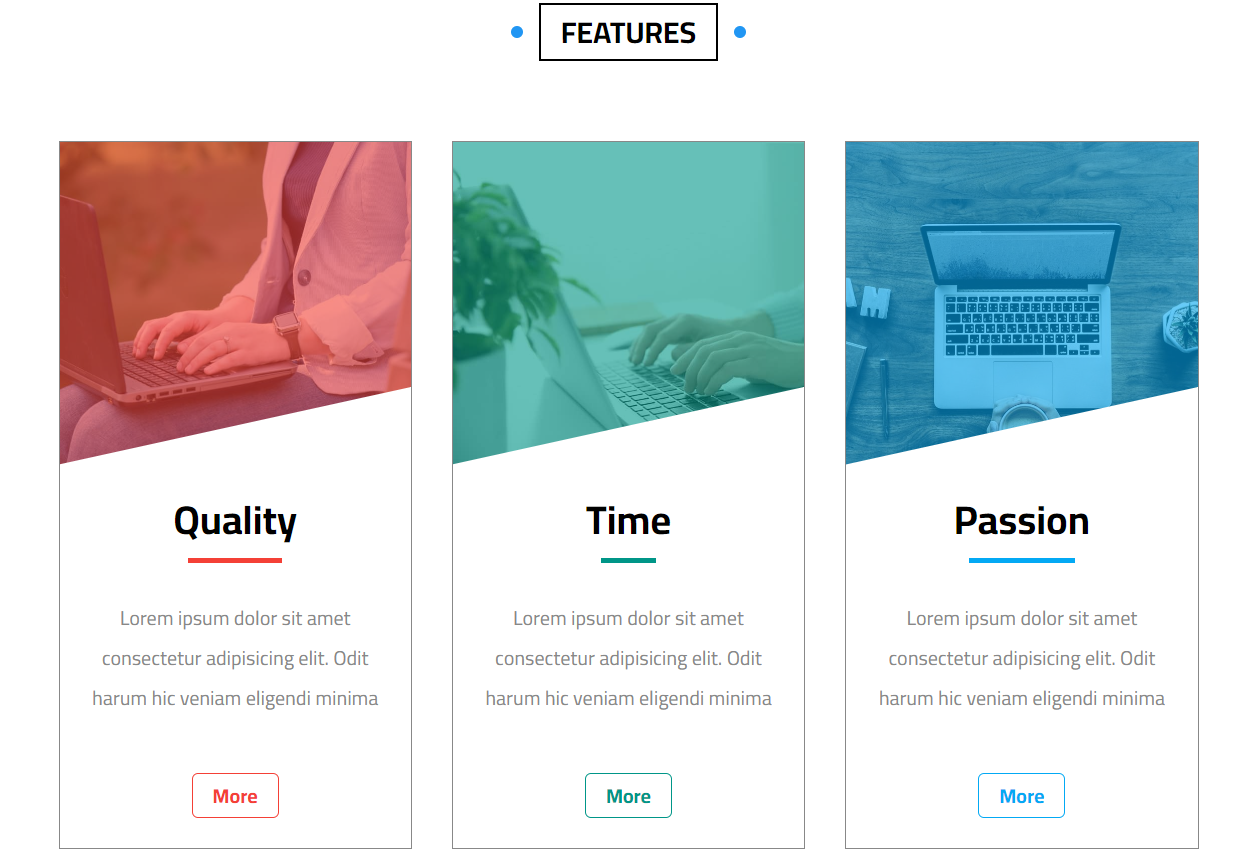 FEATURES
Quality
Lorem ipsum dolor sit amet
consectetur adipisicing elit. Odit
harum hic veniam eligendi minima
More
Time
Lorem ipsum dolor sit amet
consectetur adipisicing elit. Odit
harum hic veniam eligendi minima
More
M
Passion
Lorem ipsum dolor sit amet
consectetur adipisicing elit. Odit
harum hic veniam eligendi minima
More